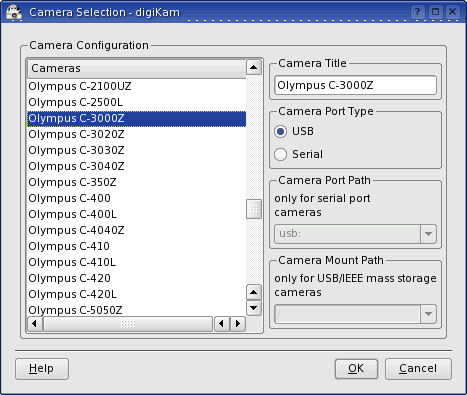 Camera Selection - digiKam
Camera Configuration
Cameras
Olympus C-2100UZ
Olympus C-2500L
Olympus C-3000Z
Olympus C-3020Z
Olympus C-3030Z
Olympus C-3040Z
Olympus C-350Z
Olympus C-400
Olympus C-400L
Olympus C-4040Z
Olympus C-410
Olympus C-410L
Olympus C-420
Olympus C-420L
Olympus C-5050Z
Camera Title
Olympus C-3000Z
Camera Port Type
USB
Serial
Camera Port Path
only for serial port
cameras
usb:
Camera Mount Path
only for USB/IEEE mass storage
cameras
/
Help
OK
Cancel